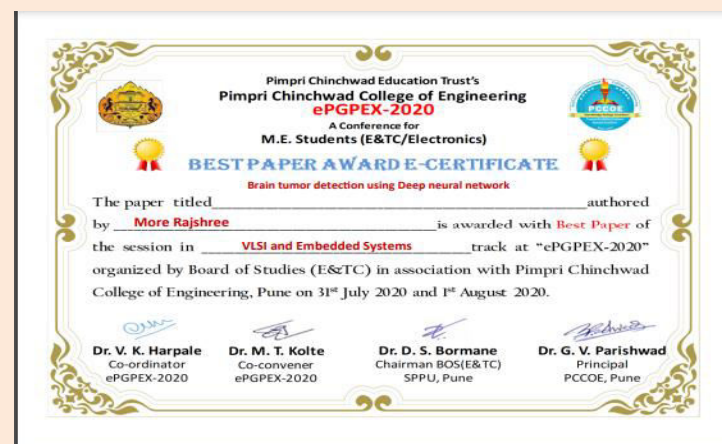 Pimpri Chinchwad Education Trust's
Pimpri Chinchwad College of Engineering
ePGPEX-2020
A Conference for
M.E. Students (E&TC/Electronics)
PCCOE
BEST PAPER AWARD E-CERTIFICATE
Brain tumor detection using Deep neural network
The paper titled authored
by More Rajshree is awarded with Best Paper of
the session in VLSI and Embedded Systems track at "ePGPEX-2020"
organized by Board of Studies (E&TC) in association with Pimpri Chinchwad
College of Engineering, Pune on 31st July 2020 and 1st August 2020.
Dr. V. K. Harpale Dr. M. T. Kolte Dr. D. S. Bormane Dr. G. V. Parishwad
Co-ordinator Co-convener Chairman BOS(E&TC) Principal
ePGPEX-2020 ePGPEX-2020 SPPU, Pune PCCOE, Pune